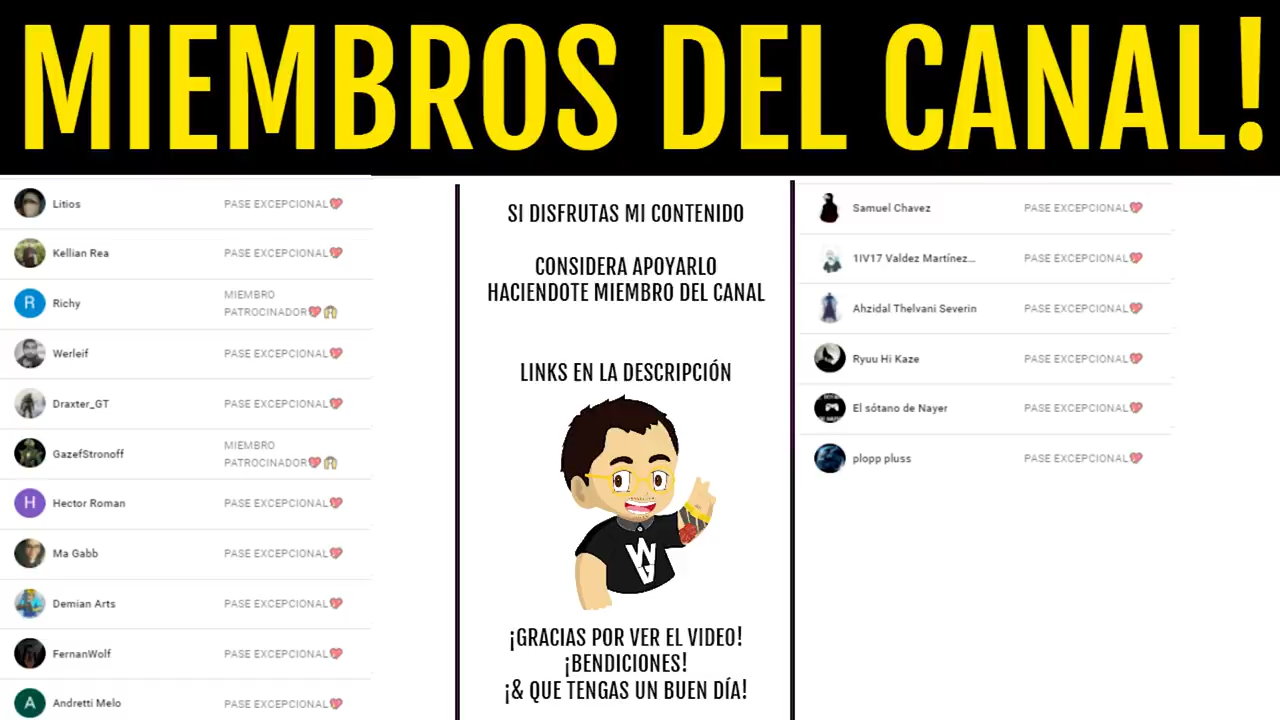 MIEMBROS DEL CANAL!
Litios PASE EXCEPCIONAL💖
Kellian Rea PASE EXCEPCIONAL💖
Richy MIEMBRO
PATROCINADOR💖🙌
Werleif PASE EXCEPCIONAL💖
Draxter_GT PASE EXCEPCIONAL💖
GazefStronoff MIEMBRO
PATROCINADOR💖🙌
Hector Roman PASE EXCEPCIONAL💖
Ma Gabb PASE EXCEPCIONAL💖
Demian Arts PASE EXCEPCIONAL💖
FernanWolf PASE EXCEPCIONAL💖
Andretti Melo PASE EXCEPCIONAL💖
R
H
A
SI DISFRUTAS MI CONTENIDO
CONSIDERA APOYARLO
HACIENDOTE MIEMBRO DEL CANAL
LINKS EN LA DESCRIPCIÓN
¡GRACIAS POR VER EL VIDEO!
¡BENDICIONES!
¡& QUE TENGAS UN BUEN DÍA!
Samuel Chavez PASE EXCEPCIONAL💖
1IV17 Valdez Martínez... PASE EXCEPCIONAL💖
Ahzidal Thelvani Severin PASE EXCEPCIONAL💖
Ryuu Hi Kaze PASE EXCEPCIONAL💖
El sótano de Nayer PASE EXCEPCIONAL💖
plopp pluss PASE EXCEPCIONAL💖